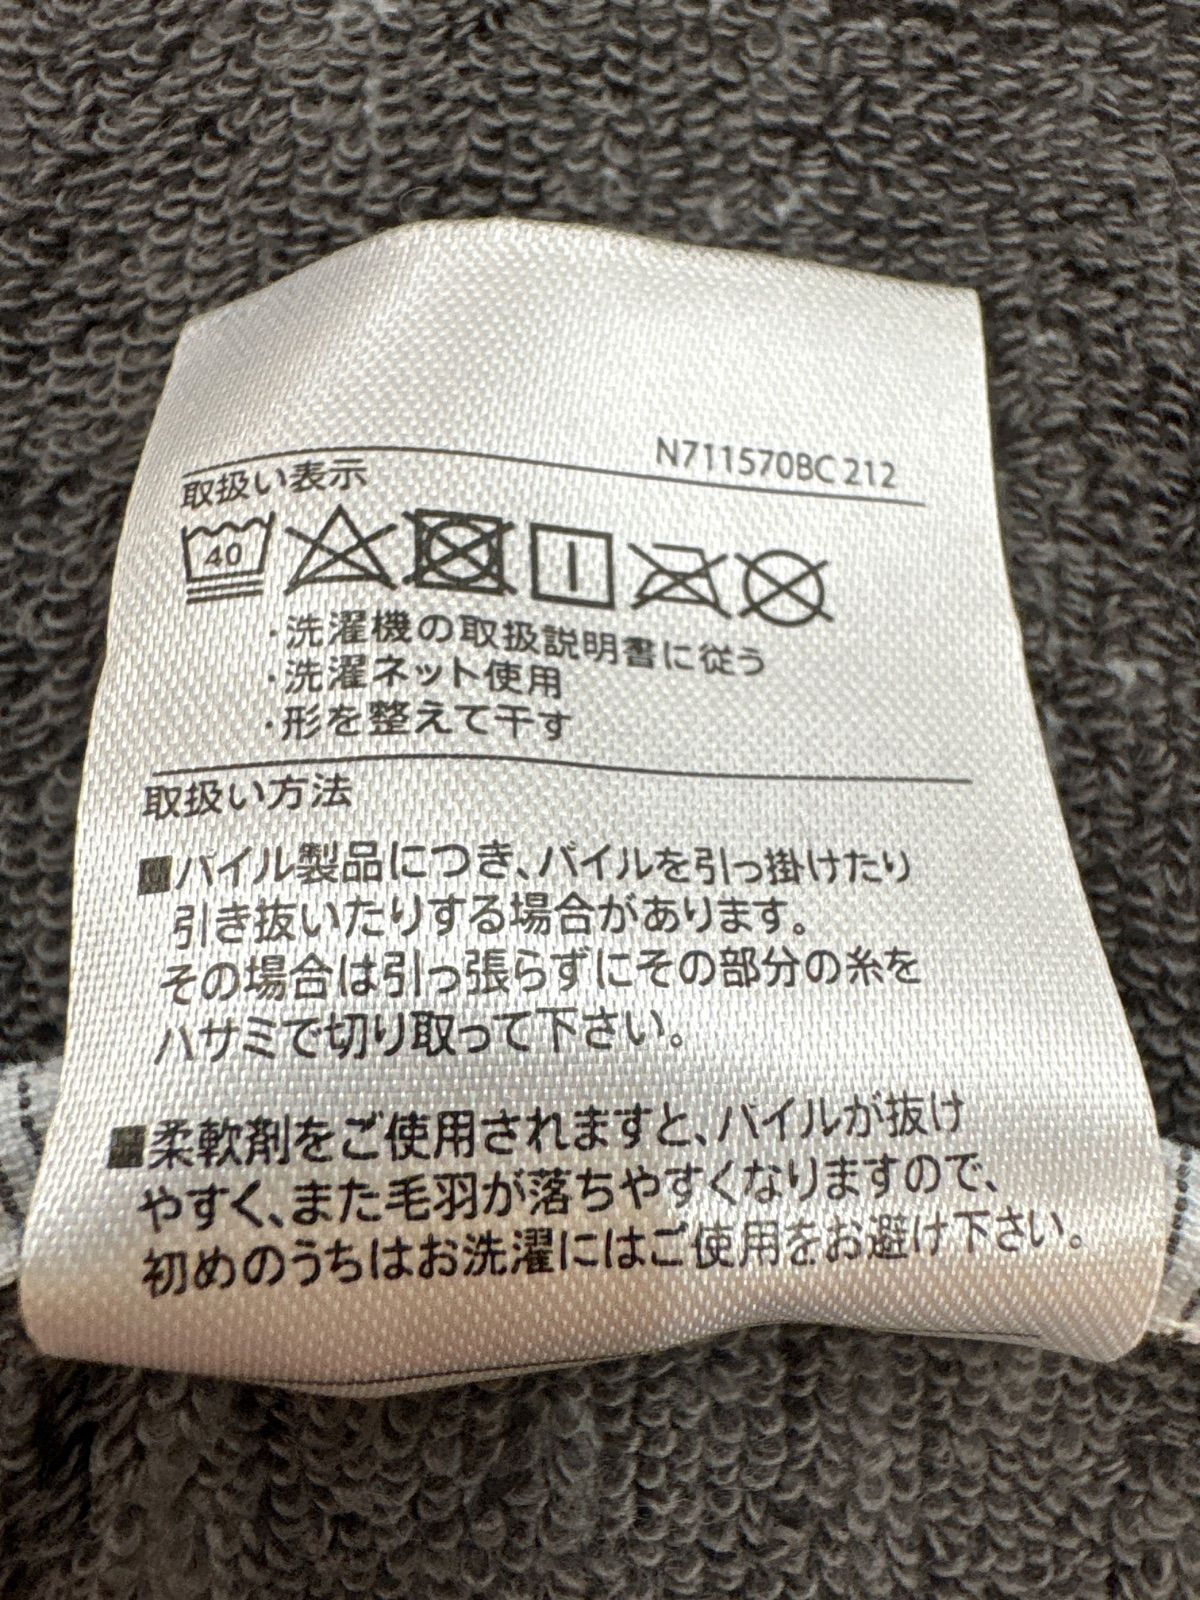 N711570BC212
取扱い表示
40
・洗濯機の取扱説明書に従う
・洗濯ネット使用
・形を整えて干す
取扱い方法
■パイル製品につき、パイルを引っ掛けたり
引き抜いたりする場合があります。
その場合は引っ張らずにその部分の糸を
ハサミで切り取って下さい。
■柔軟剤をご使用されますと、パイルが抜け
やすく、また毛羽が落ちやすくなりますので、
初めのうちはお洗濯にはご使用をお避け下さい。